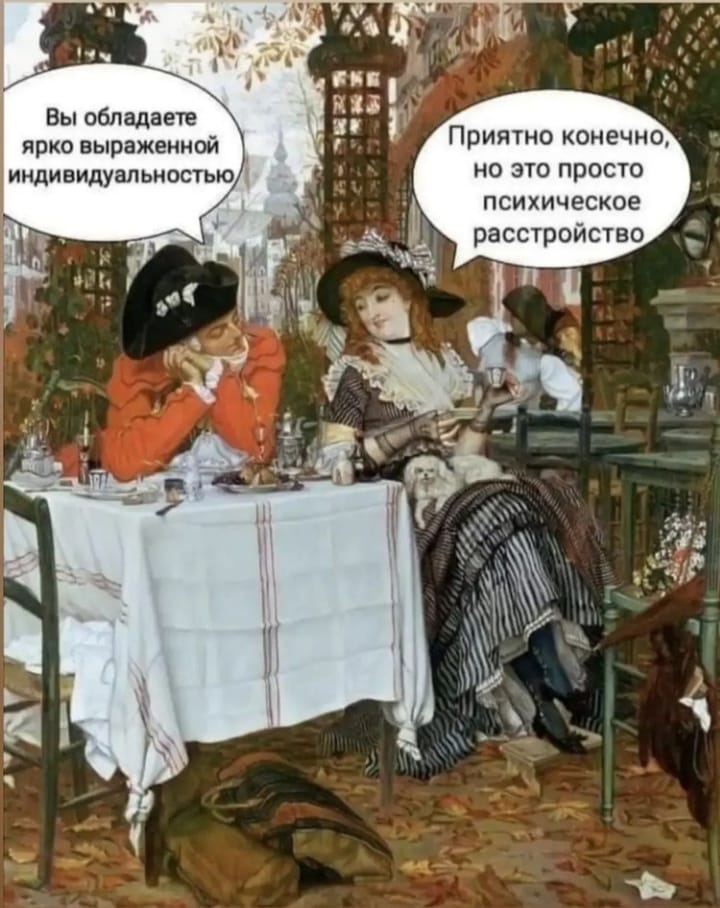 Вы обладаете
ярко выраженной
индивидуальностью
Приятно конечно,
но это просто
психическое
расстройство